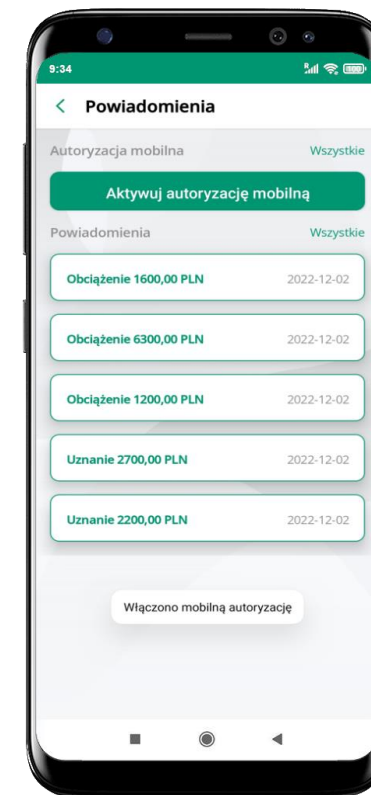 9:34
Powiadomienia
Autoryzacja mobilna Wszystkie
Aktywuj autoryzację mobilną
Powiadomienia Wszystkie
Obciążenie 1600,00 PLN 2022-12-02
Obciążenie 6300,00 PLN 2022-12-02
Obciążenie 1200,00 PLN 2022-12-02
Uznanie 2700,00 PLN 2022-12-02
Uznanie 2200,00 PLN 2022-12-02
Włączono mobilną autoryzację